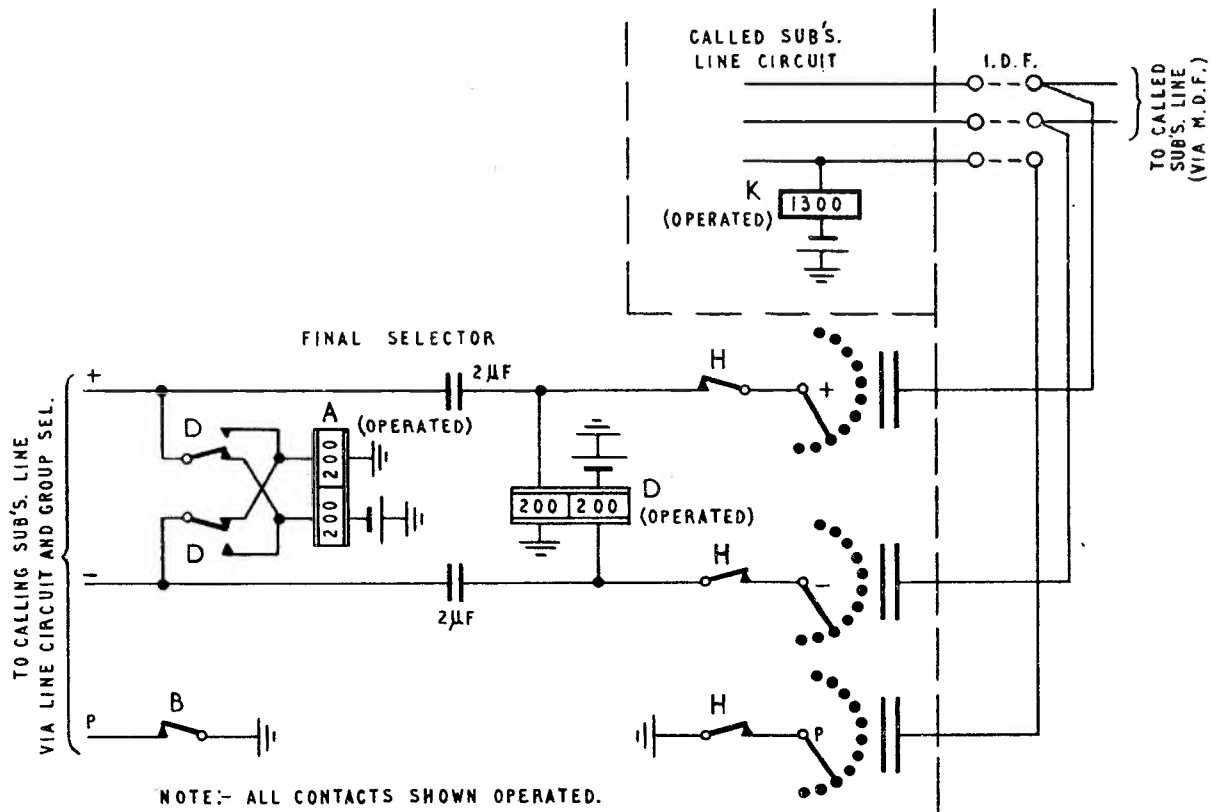 CALLED SUB'S.
LINE CIRCUIT
I.D.F.
TO CALLED
SUB'S. LINE
(VIA M.D.F.)
K
(OPERATED)
1300
FINAL SELECTOR
TO CALLING SUB'S. LINE
VIA LINE CIRCUIT AND GROUP SEL.
+
2µF
H
+
D
A
(OPERATED)
200
200
D
200 200
D
(OPERATED)
H
-
-
2µF
P
B
H
P
NOTE:- ALL CONTACTS SHOWN OPERATED.